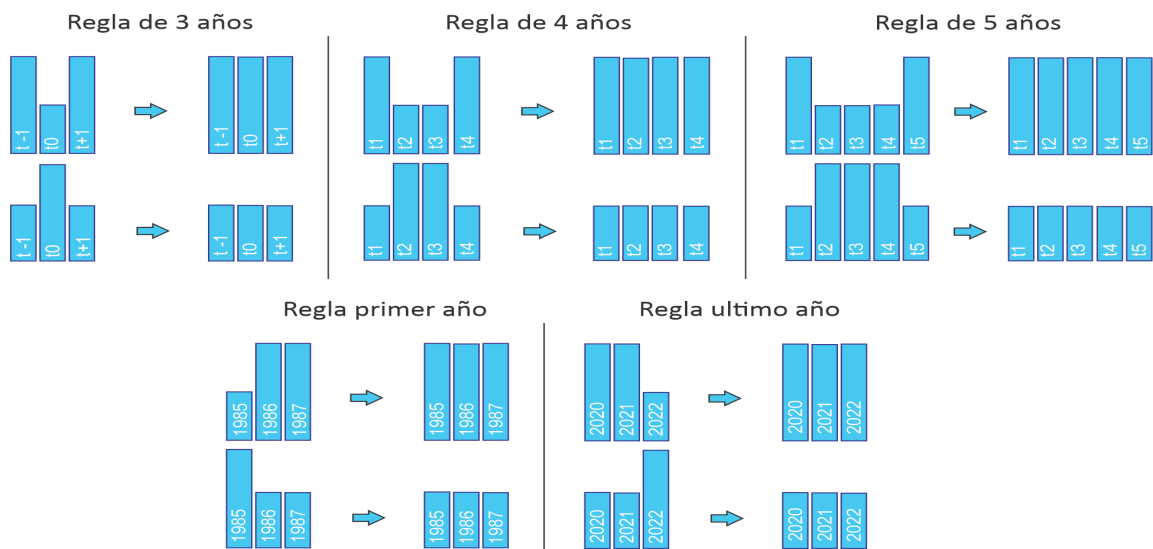 Regla de 3 años
Regla de 4 años
Regla de 5 años
t -1 t0 t+1
t -1 t0 t+1
t1 t2 t3 t4
t1 t2 t3 t4
t1 t2 t3 t4 t5
t1 t2 t3 t4 t5
t -1 t0 t+1
t -1 t0 t+1
t1 t2 t3 t4
t1 t2 t3 t4
t1 t2 t3 t4 t5
t1 t2 t3 t4 t5
Regla primer año
Regla ultimo año
1985 1986 1987
1985 1986 1987
2020 2021 2022
2020 2021 2022
1985 1986 1987
1985 1986 1987
2020 2021 2022
2020 2021 2022